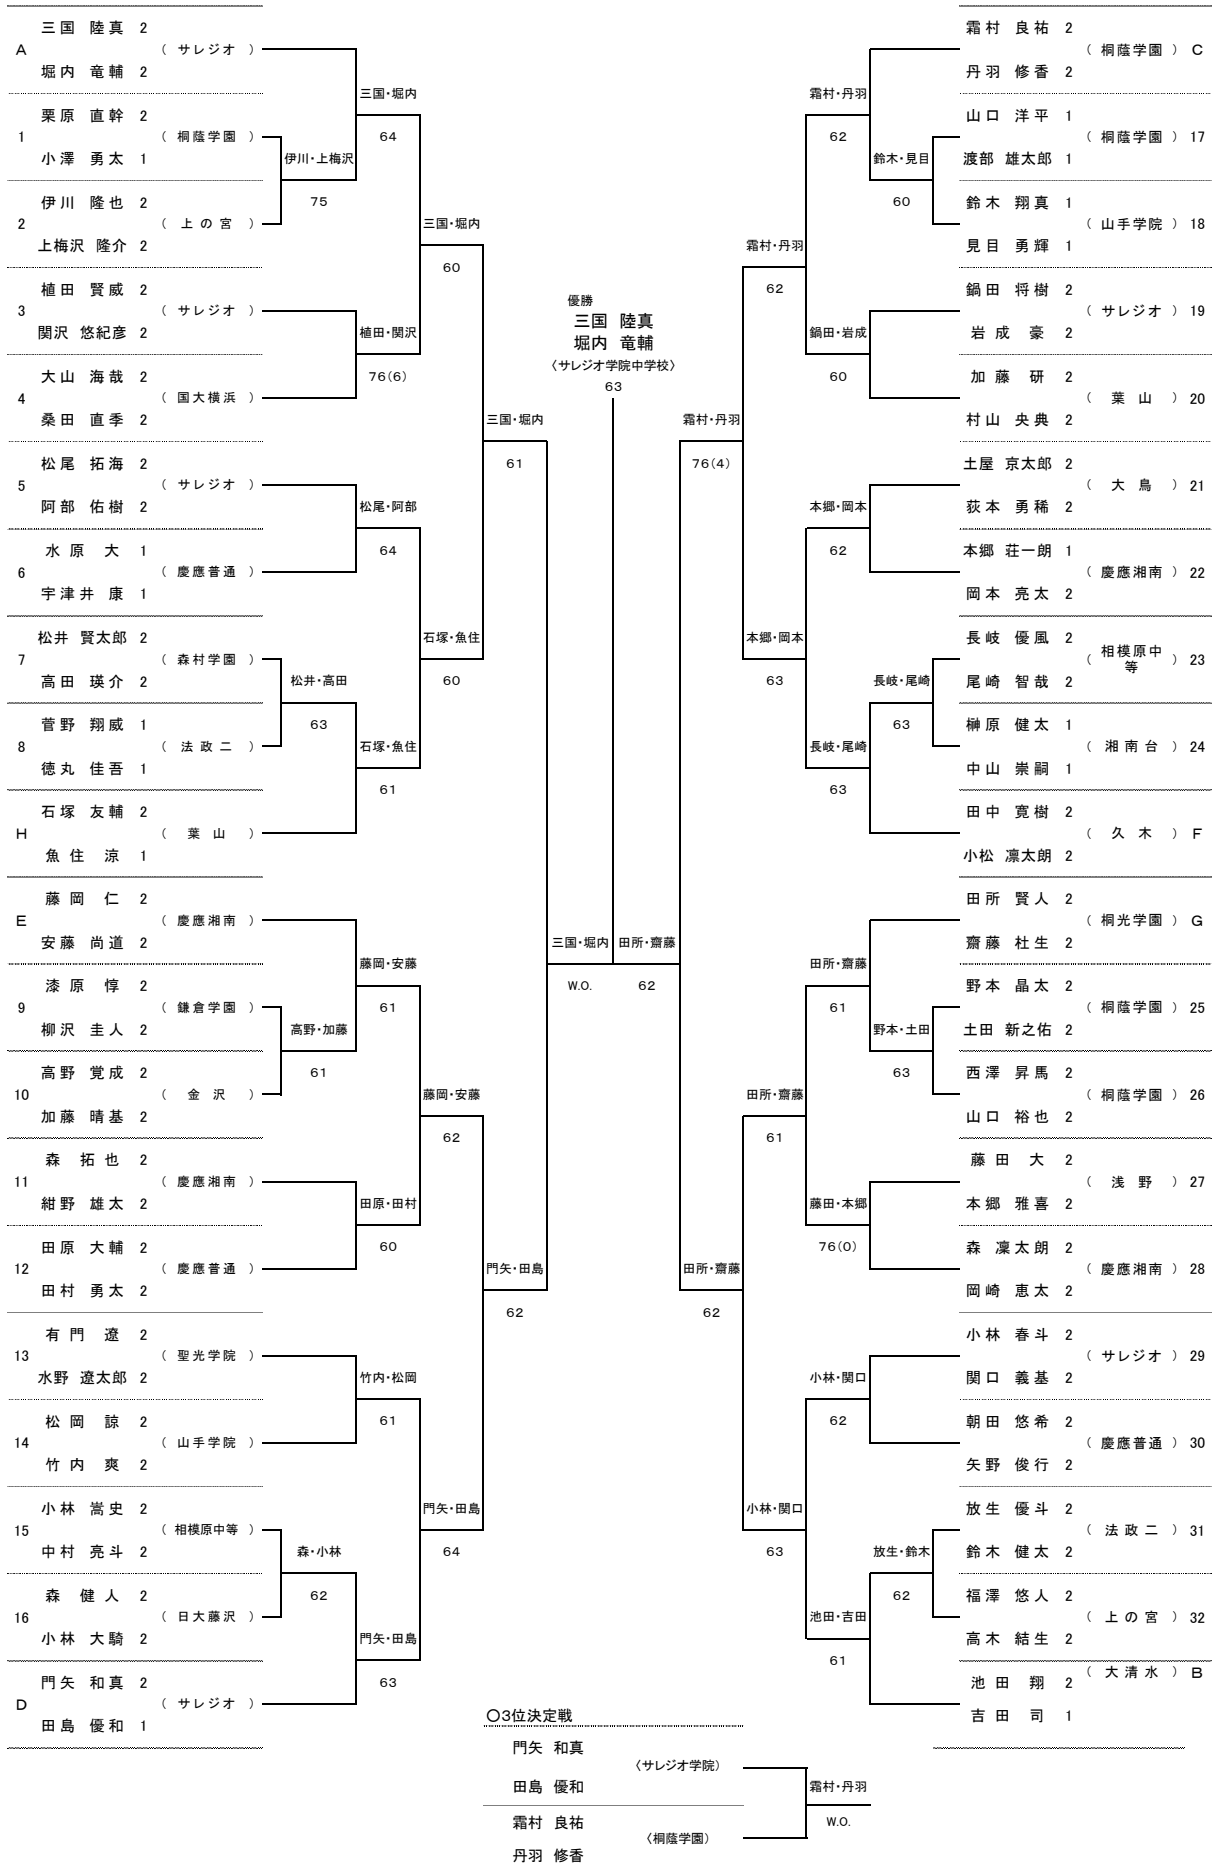 三国 陸真 2
A （ サレジオ ）
堀内 竜輔 2
栗原 直幹 2
1 （ 桐蔭学園 ）
小澤 勇太 1
伊川 隆也 2
2 （ 上の宮 ）
上梅沢 隆介 2
植田 賢威 2
3 （ サレジオ ）
関沢 悠紀彦 2
大山 海哉 2
4 （ 国大横浜 ）
桑田 直季 2
松尾 拓海 2
5 （ サレジオ ）
阿部 佑樹 2
水原 大 1
6 （ 慶應普通 ）
宇津井 康 1
松井 賢太郎 2
7 （ 森村学園 ）
高田 瑛介 2
菅野 翔威 1
8 （ 法政二 ）
徳丸 佳吾 1
石塚 友輔 2
H （ 葉山 ）
魚住 涼 1
藤岡 仁 2
E （ 慶應湘南 ）
安藤 尚道 2
漆原 惇 2
9 （ 鎌倉学園 ）
柳沢 圭人 2
高野 覚成 2
10 （ 金沢 ）
加藤 晴基 2
森 拓也 2
11 （ 慶應湘南 ）
紺野 雄太 2
田原 大輔 2
12 （ 慶應普通 ）
田村 勇太 2
有門 遼 2
13 （ 聖光学院 ）
水野 遼太郎 2
松岡 諒 2
14 （ 山手学院 ）
竹内 爽 2
小林 嵩史 2
15 （ 相模原中等 ）
中村 亮斗 2
森 健人 2
16 （ 日大藤沢 ）
小林 大騎 2
門矢 和真 2
D （ サレジオ ）
田島 優和 1
伊川・上梅沢
75
松井・高田
63
高野・加藤
61
森・小林
62
三国・堀内
64
植田・関沢
76(6)
松尾・阿部
64
石塚・魚住
61
藤岡・安藤
61
田原・田村
60
竹内・松岡
61
門矢・田島
63
三国・堀内
60
石塚・魚住
60
藤岡・安藤
62
門矢・田島
64
三国・堀内
61
門矢・田島
62
三国・堀内
W.O.
優勝
三国 陸真
堀内 竜輔
〈サレジオ学院中学校〉
63
田所・齋藤
62
霜村・丹羽
76(4)
田所・齋藤
62
霜村・丹羽
62
本郷・岡本
63
田所・齋藤
61
小林・関口
63
霜村・丹羽
62
鍋田・岩成
60
本郷・岡本
62
長岐・尾崎
63
田所・齋藤
61
藤田・本郷
76(0)
小林・関口
62
池田・吉田
61
鈴木・見目
60
長岐・尾崎
63
野本・土田
63
放生・鈴木
62
霜村 良祐 2
（ 桐蔭学園 ） C
丹羽 修香 2
山口 洋平 1
（ 桐蔭学園 ） 17
渡部 雄太郎 1
鈴木 翔真 1
（ 山手学院 ） 18
見目 勇輝 1
鍋田 将樹 2
（ サレジオ ） 19
岩成 豪 2
加藤 研 2
（ 葉山 ） 20
村山 央典 2
土屋 京太郎 2
（ 大鳥 ） 21
荻本 勇稀 2
本郷 荘一朗 1
（ 慶應湘南 ） 22
岡本 亮太 2
長岐 優風 2
（ 相模原中等 ） 23
尾崎 智哉 2
榊原 健太 1
（ 湘南台 ） 24
中山 崇嗣 1
田中 寛樹 2
（ 久木 ） F
小松 凛太朗 2
田所 賢人 2
（ 桐光学園 ） G
齋藤 杜生 2
野本 晶太 2
（ 桐蔭学園 ） 25
土田 新之佑 2
西澤 昇馬 2
（ 桐蔭学園 ） 26
山口 裕也 2
藤田 大 2
（ 浅野 ） 27
本郷 雅喜 2
森 凜太朗 2
（ 慶應湘南 ） 28
岡崎 恵太 2
小林 春斗 2
（ サレジオ ） 29
関口 義基 2
朝田 悠希 2
（ 慶應普通 ） 30
矢野 俊行 2
放生 優斗 2
（ 法政二 ） 31
鈴木 健太 2
福澤 悠人 2
（ 上の宮 ） 32
高木 結生 2
（ 大清水 ） B
池田 翔 2
吉田 司 1
〇3位決定戦
門矢 和真
〈サレジオ学院〉
田島 優和
霜村 良祐
〈桐蔭学園〉
丹羽 修香
霜村・丹羽
W.O.